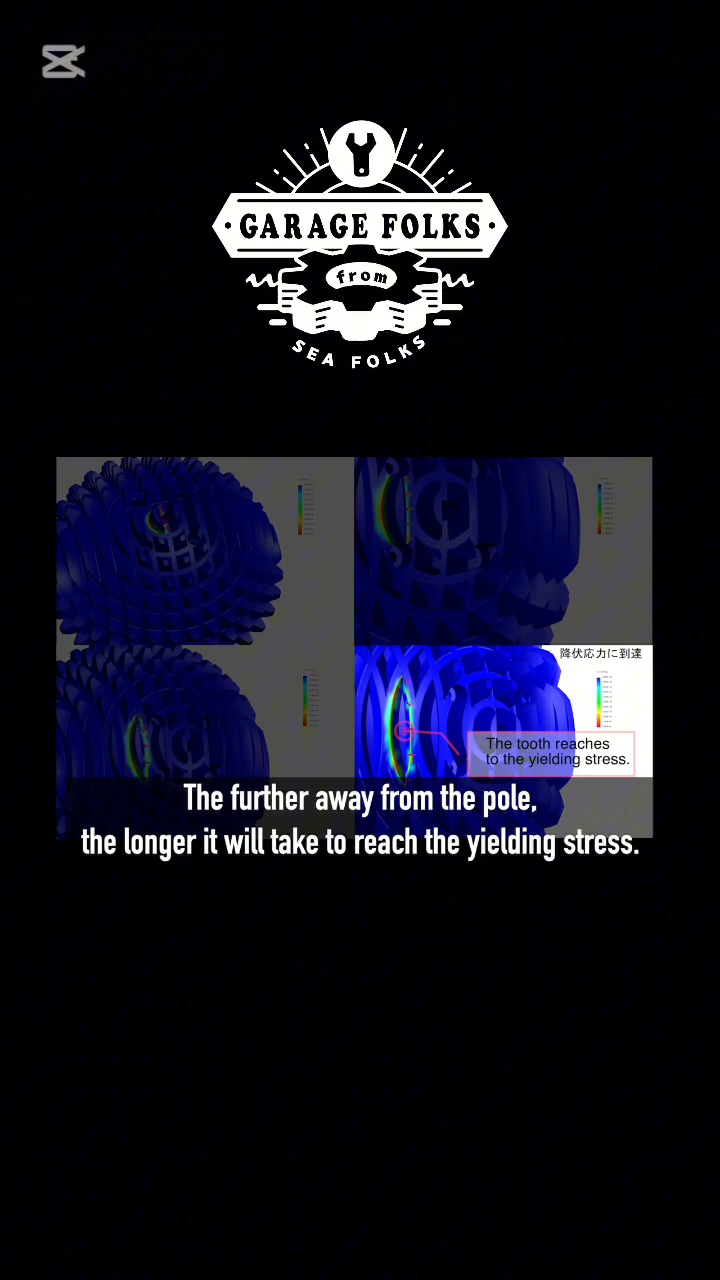 GARAGE FOLKS
from
SEA FOLKS
降伏応力に到達
The tooth reaches
to the yielding stress.
The further away from the pole,
the longer it will take to reach the yielding stress.